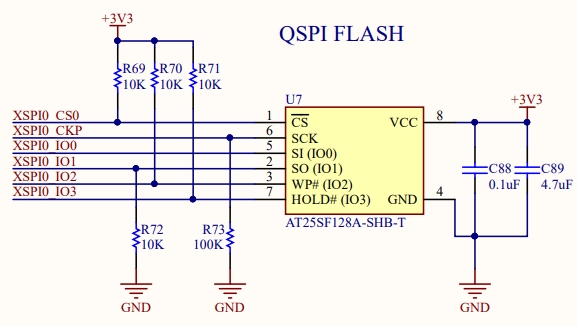 +3V3
QSPI FLASH
R69
10K
R70
10K
R71
10K
U7
+3V3
XSPI0_CS0
1
CS
VCC
8
XSPI0_CKP
6
SCK
XSPI0_IO0
5
SI (IO0)
XSPI0_IO1
2
SO (IO1)
C88
0.1uF
C89
4.7uF
XSPI0_IO2
3
WP# (IO2)
XSPI0_IO3
7
HOLD# (IO3)
GND
4
AT25SF128A-SHB-T
R72
10K
R73
100K
GND
GND
GND